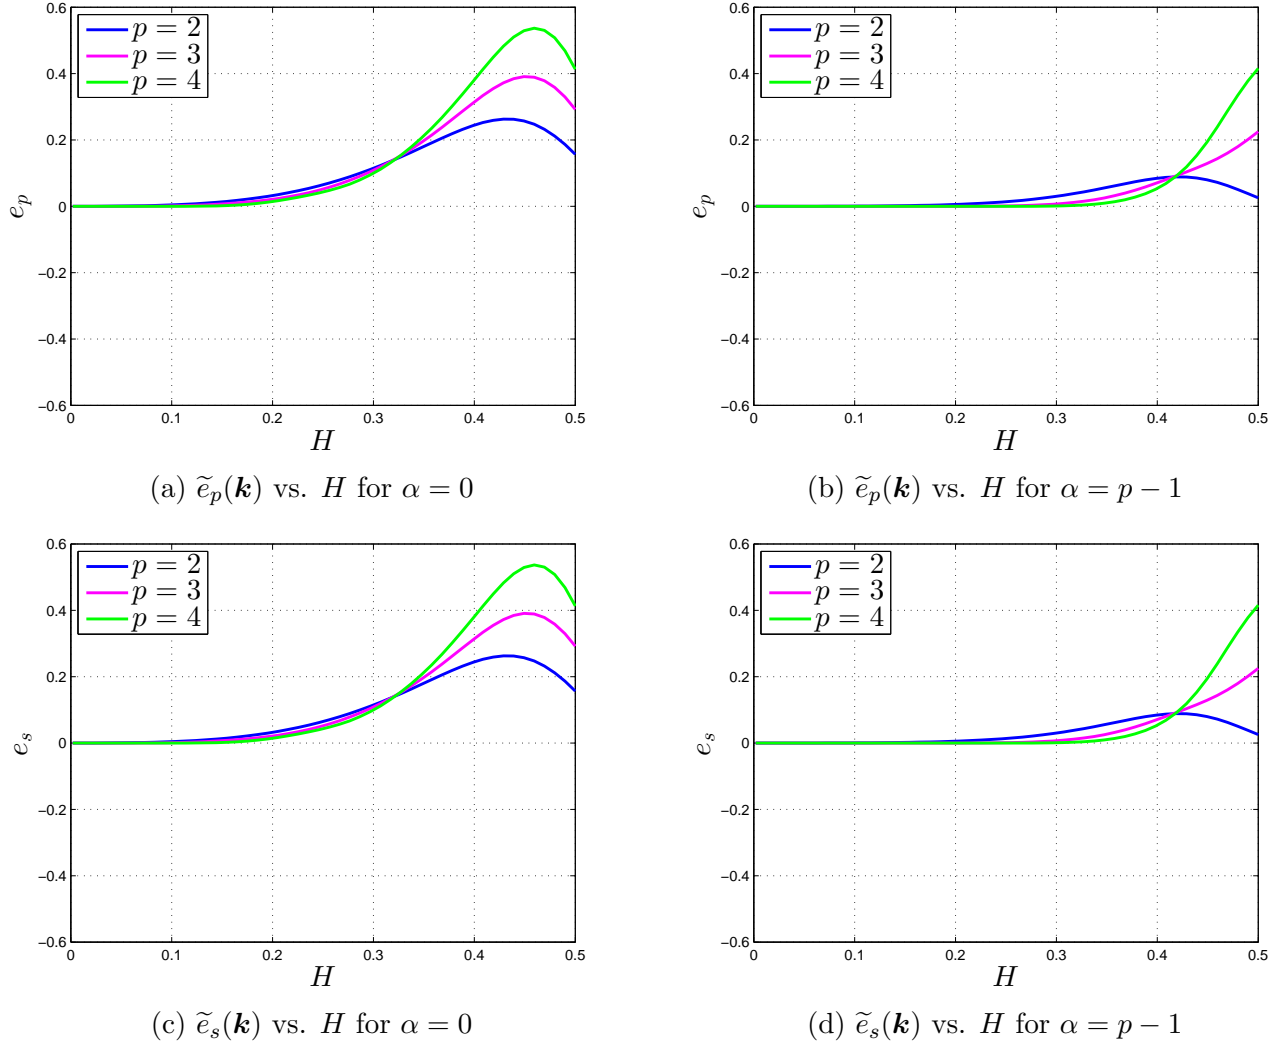 0.6
0.4
0.2
0
−0.2
−0.4
−0.6
0 0.1 0.2 0.3 0.4 0.5
e_p
H
p = 2
p = 3
p = 4
(a) ẽ_p(k) vs. H for α = 0
0.6
0.4
0.2
0
−0.2
−0.4
−0.6
0 0.1 0.2 0.3 0.4 0.5
e_p
H
p = 2
p = 3
p = 4
(b) ẽ_p(k) vs. H for α = p − 1
0.6
0.4
0.2
0
−0.2
−0.4
−0.6
0 0.1 0.2 0.3 0.4 0.5
e_s
H
p = 2
p = 3
p = 4
(c) ẽ_s(k) vs. H for α = 0
0.6
0.4
0.2
0
−0.2
−0.4
−0.6
0 0.1 0.2 0.3 0.4 0.5
e_s
H
p = 2
p = 3
p = 4
(d) ẽ_s(k) vs. H for α = p − 1